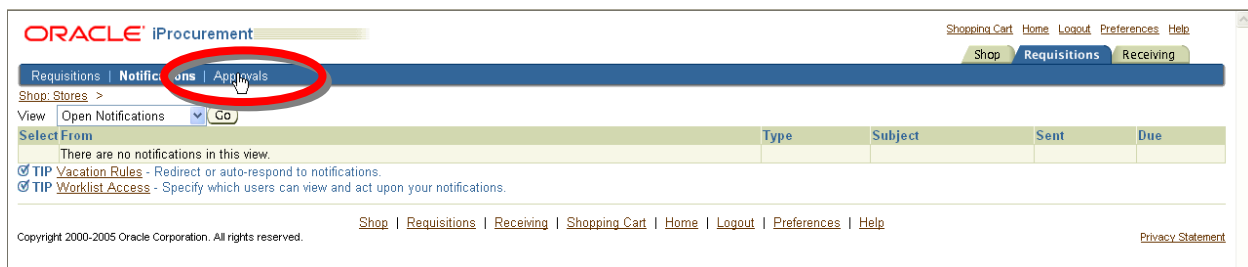 ORACLE iProcurement
Shopping Cart Home Logout Preferences Help
Shop Requisitions Receiving
Requisitions | Notifications | Approvals
Shop: Stores >
View Open Notifications Go
Select From Type Subject Sent Due
There are no notifications in this view.
TIP Vacation Rules - Redirect or auto-respond to notifications.
TIP Worklist Access - Specify which users can view and act upon your notifications.
Shop | Requisitions | Receiving | Shopping Cart | Home | Logout | Preferences | Help
Copyright 2000-2005 Oracle Corporation. All rights reserved.
Privacy Statement